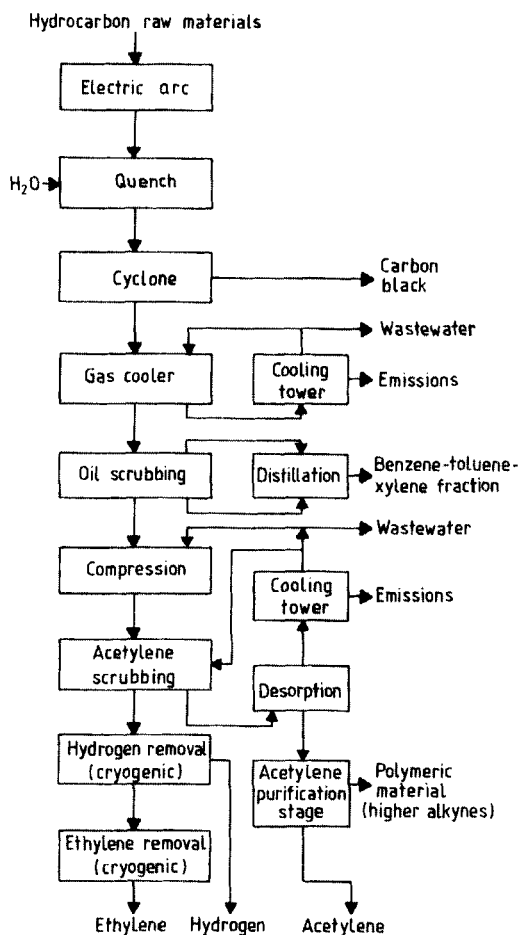 Hydrocarbon raw materials
Electric arc
H₂O
Quench
Cyclone
Carbon
black
Wastewater
Gas cooler
Cooling
tower
Emissions
Oil scrubbing
Distillation
Benzene-toluene-
xylene fraction
Wastewater
Compression
Cooling
tower
Emissions
Acetylene
scrubbing
Desorption
Hydrogen removal
(cryogenic)
Acetylene
purification
stage
Polymeric
material
(higher alkynes)
Ethylene removal
(cryogenic)
Ethylene
Hydrogen
Acetylene